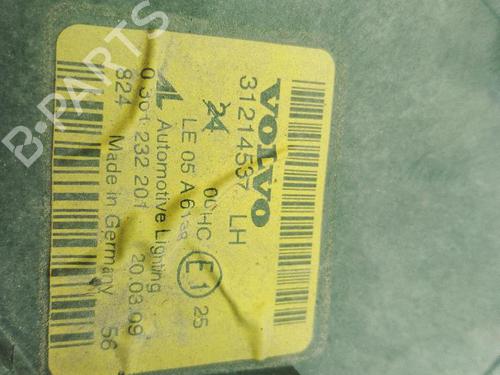 VOLVO
31214537 LH
24 00HC E1 25
LE 05 A
AL Automotive Lighting
0 301 232 201 20.03.09
824 Made in Germany 56
B-PARTS